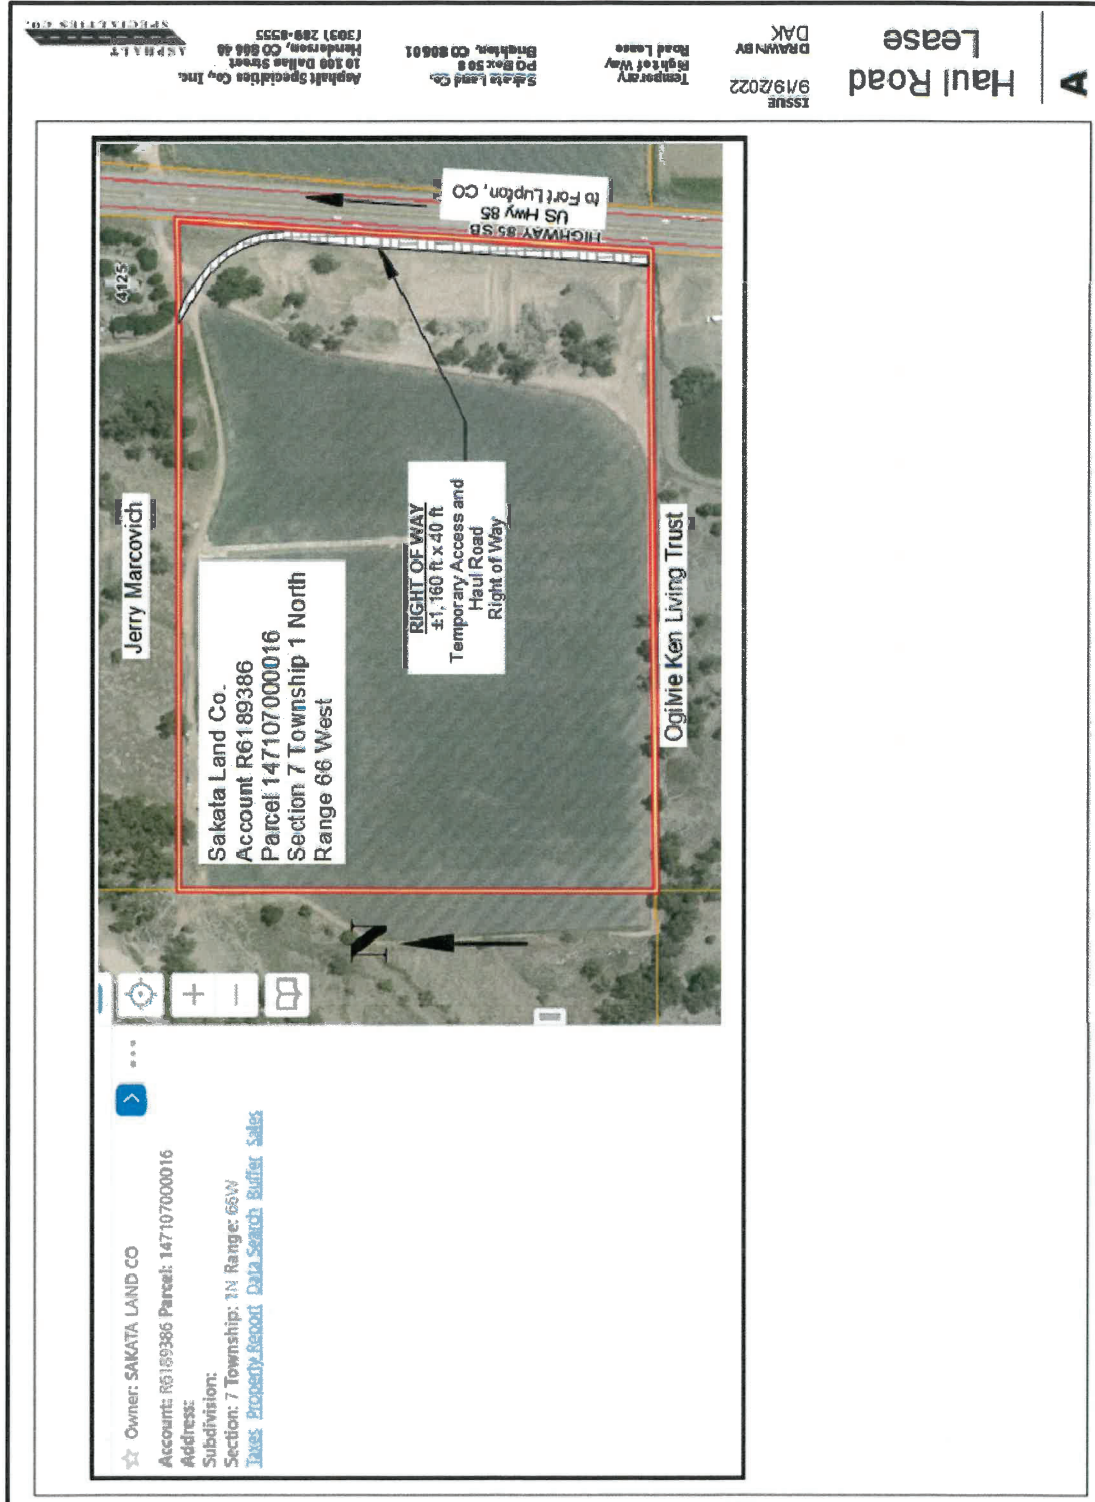 Owner: SAKATA LAND CO
Account: R6189386 Parcel: 147107000016
Address:
Subdivision:
Section: 7 Township: 1N Range: 66W
Taxes Property Report Data Search Buffer Sales
Jerry Marcovich
4125
Sakata Land Co.
Account R6189386
Parcel 147107000016
Section 7 Township 1 North
Range 66 West
RIGHT OF WAY
±1,160 ft x 40 ft
Temporary Access and
Haul Road
Right of Way
Ogilvie Ken Living Trust
N
HIGHWAY 85 SB
US Hwy 85
to Fort Lupton, CO
ASPHALT
SPECIALTIES CO.
Asphalt Specialties Co., Inc.
10100 Dallas Street
Henderson, CO 80640
(303) 289-8555
Sakata Land Co.
PO Box 508
Brighton, CO 80601
Temporary
Right of Way
Road Lease
ISSUE
9/19/2022
DRAWN BY
DAK
Haul Road
Lease
A